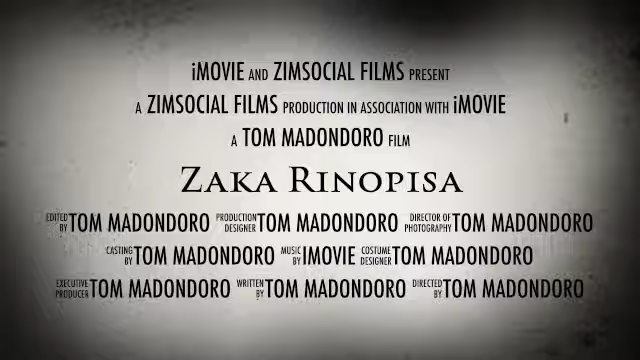 iMOVIE AND ZIMSOCIAL FILMS PRESENT
A ZIMSOCIAL FILMS PRODUCTION IN ASSOCIATION WITH iMOVIE
A TOM MADONDORO FILM
ZAKA RINOPISA
EDITED BY TOM MADONDORO PRODUCTION DESIGNER TOM MADONDORO DIRECTOR OF PHOTOGRAPHY TOM MADONDORO
CASTING BY TOM MADONDORO MUSIC BY IMOVIE COSTUME DESIGNER TOM MADONDORO
EXECUTIVE PRODUCER TOM MADONDORO WRITTEN BY TOM MADONDORO DIRECTED BY TOM MADONDORO